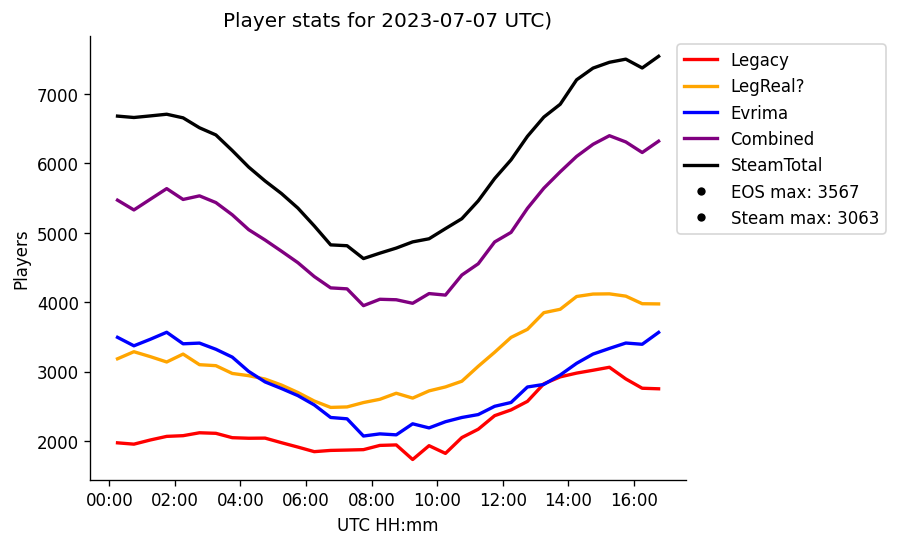 Player stats for 2023-07-07 UTC)
Legacy
LegReal?
Evrima
Combined
SteamTotal
EOS max: 3567
Steam max: 3063
Players
7000
6000
5000
4000
3000
2000
00:00 02:00 04:00 06:00 08:00 10:00 12:00 14:00 16:00
UTC HH:mm